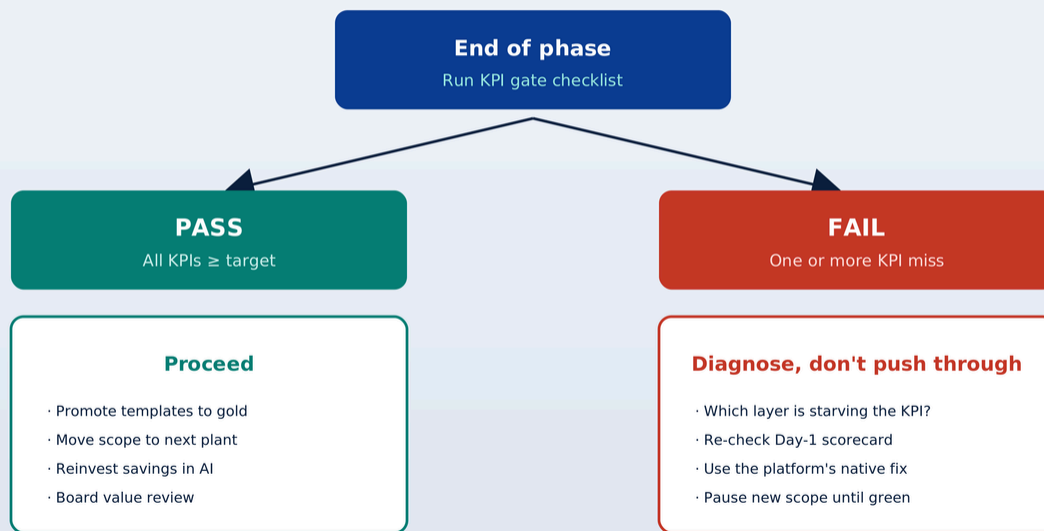 End of phase
Run KPI gate checklist
PASS
All KPIs ≥ target
FAIL
One or more KPI miss
Proceed
· Promote templates to gold
· Move scope to next plant
· Reinvest savings in AI
· Board value review
Diagnose, don't push through
· Which layer is starving the KPI?
· Re-check Day-1 scorecard
· Use the platform's native fix
· Pause new scope until green